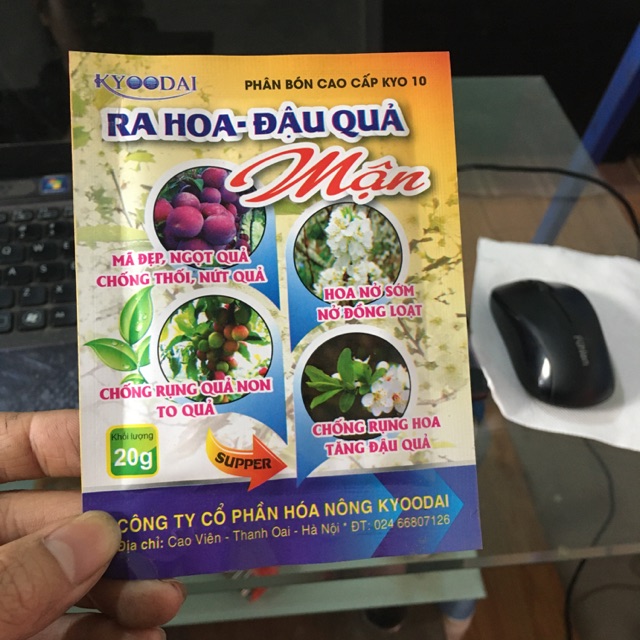 KYOODAI
PHÂN BÓN CAO CẤP KYO 10
RA HOA-ĐẬU QUẢ
Mận
MÃ ĐẸP, NGỌT QUẢ
CHỐNG THỐI, NỨT QUẢ
HOA NỞ SỚM
NỞ ĐỒNG LOẠT
CHỐNG RỤNG QUẢ NON
TO QUẢ
CHỐNG RỤNG HOA
TĂNG ĐẬU QUẢ
Khối lượng
20g
SUPPER
CÔNG TY CỔ PHẦN HÓA NÔNG KYOODAI
Địa chỉ: Cao Viên - Thanh Oai - Hà Nội * ĐT: 024 66807126